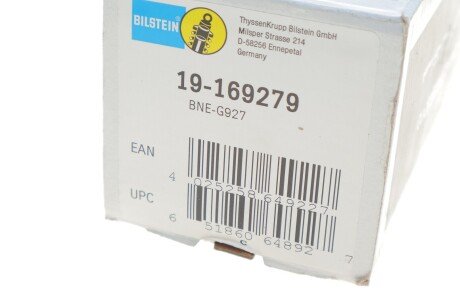 BILSTEIN
ThyssenKrupp Bilstein GmbH
Milsper Strasse 214
D-58256 Ennepetal
Germany
19-169279
BNE-G927
EAN
4 025258 649227
UPC
6 51860 64892 7
c